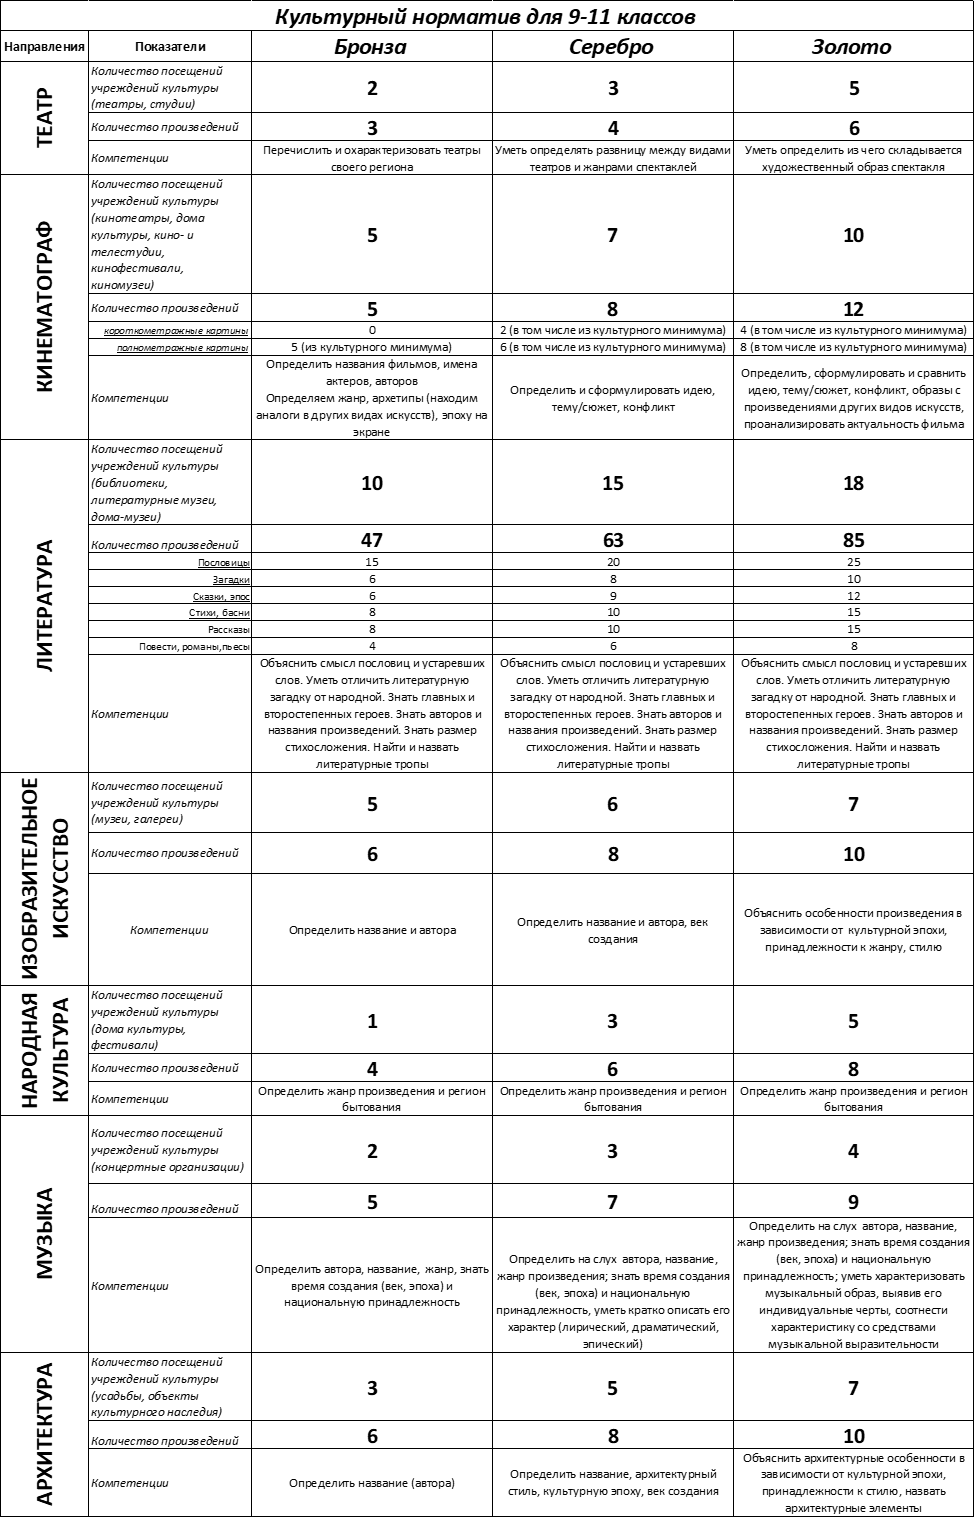 Культурный норматив для 9-11 классов
Направления
Показатели
Бронза
Серебро
Золото
ТЕАТР
Количество посещений
учреждений культуры
(театры, студии)
2
3
5
Количество произведений
3
4
6
Компетенции
Перечислить и охарактеризовать театры
своего региона
Уметь определять развницу между видами
театров и жанрами спектаклей
Уметь определить из чего складывается
художественный образ спектакля
КИНЕМАТОГРАФ
Количество посещений
учреждений культуры
(кинотеатры, дома
культуры, кино- и
телестудии,
кинофестивали,
киномузеи)
5
7
10
Количество произведений
5
8
12
короткометражные картины
0
2 (в том числе из культурного минимума)
4 (в том числе из культурного минимума)
полнометражные картины
5 (из культурного минимума)
6 (в том числе из культурного минимума)
8 (в том числе из культурного минимума)
Компетенции
Определить названия фильмов, имена
актеров, авторов
Определяем жанр, архетипы (находим
аналоги в других видах искусств), эпоху на
экране
Определить и сформулировать идею,
тему/сюжет, конфликт
Определить, сформулировать и сравнить
идею, тему/сюжет, конфликт, образы с
произведениями других видов искусств,
проанализировать актуальность фильма
ЛИТЕРАТУРА
Количество посещений
учреждений культуры
(библиотеки,
литературные музеи,
дома-музеи)
10
15
18
Количество произведений
47
63
85
Пословицы
15
20
25
Загадки
6
8
10
Сказки, эпос
6
9
12
Стихи, басни
8
10
15
Рассказы
8
10
15
Повести, романы,пьесы
4
6
8
Компетенции
Объяснить смысл пословиц и устаревших
слов. Уметь отличить литературную
загадку от народной. Знать главных и
второстепенных героев. Знать авторов и
названия произведений. Знать размер
стихосложения. Найти и назвать
литературные тропы
Объяснить смысл пословиц и устаревших
слов. Уметь отличить литературную
загадку от народной. Знать главных и
второстепенных героев. Знать авторов и
названия произведений. Знать размер
стихосложения. Найти и назвать
литературные тропы
Объяснить смысл пословиц и устаревших
слов. Уметь отличить литературную
загадку от народной. Знать главных и
второстепенных героев. Знать авторов и
названия произведений. Знать размер
стихосложения. Найти и назвать
литературные тропы
ИЗОБРАЗИТЕЛЬНОЕ
ИСКУССТВО
Количество посещений
учреждений культуры
(музеи, галереи)
5
6
7
Количество произведений
6
8
10
Компетенции
Определить название и автора
Определить название и автора, век
создания
Объяснить особенности произведения в
зависимости от культурной эпохи,
принадлежности к жанру, стилю
НАРОДНАЯ
КУЛЬТУРА
Количество посещений
учреждений культуры
(дома культуры,
фестивали)
1
3
5
Количество произведений
4
6
8
Компетенции
Определить жанр произведения и регион
бытования
Определить жанр произведения и регион
бытования
Определить жанр произведения и регион
бытования
МУЗЫКА
Количество посещений
учреждений культуры
(концертные организации)
2
3
4
Количество произведений
5
7
9
Компетенции
Определить автора, название, жанр, знать
время создания (век, эпоха) и
национальную принадлежность
Определить на слух автора, название,
жанр произведения; знать время создания
(век, эпоха) и национальную
принадлежность, уметь кратко описать его
характер (лирический, драматический,
эпический)
Определить на слух автора, название,
жанр произведения; знать время создания
(век, эпоха) и национальную
принадлежность; уметь характеризовать
музыкальный образ, выявив его
индивидуальные черты, соотнести
характеристику со средствами
музыкальной выразительности
АРХИТЕКТУРА
Количество посещений
учреждений культуры
(усадьбы, объекты
культурного наследия)
3
5
7
Количество произведений
6
8
10
Компетенции
Определить название (автора)
Определить название, архитектурный
стиль, культурную эпоху, век создания
Объяснить архитектурные особенности в
зависимости от культурной эпохи,
принадлежности к стилю, назвать
архитектурные элементы